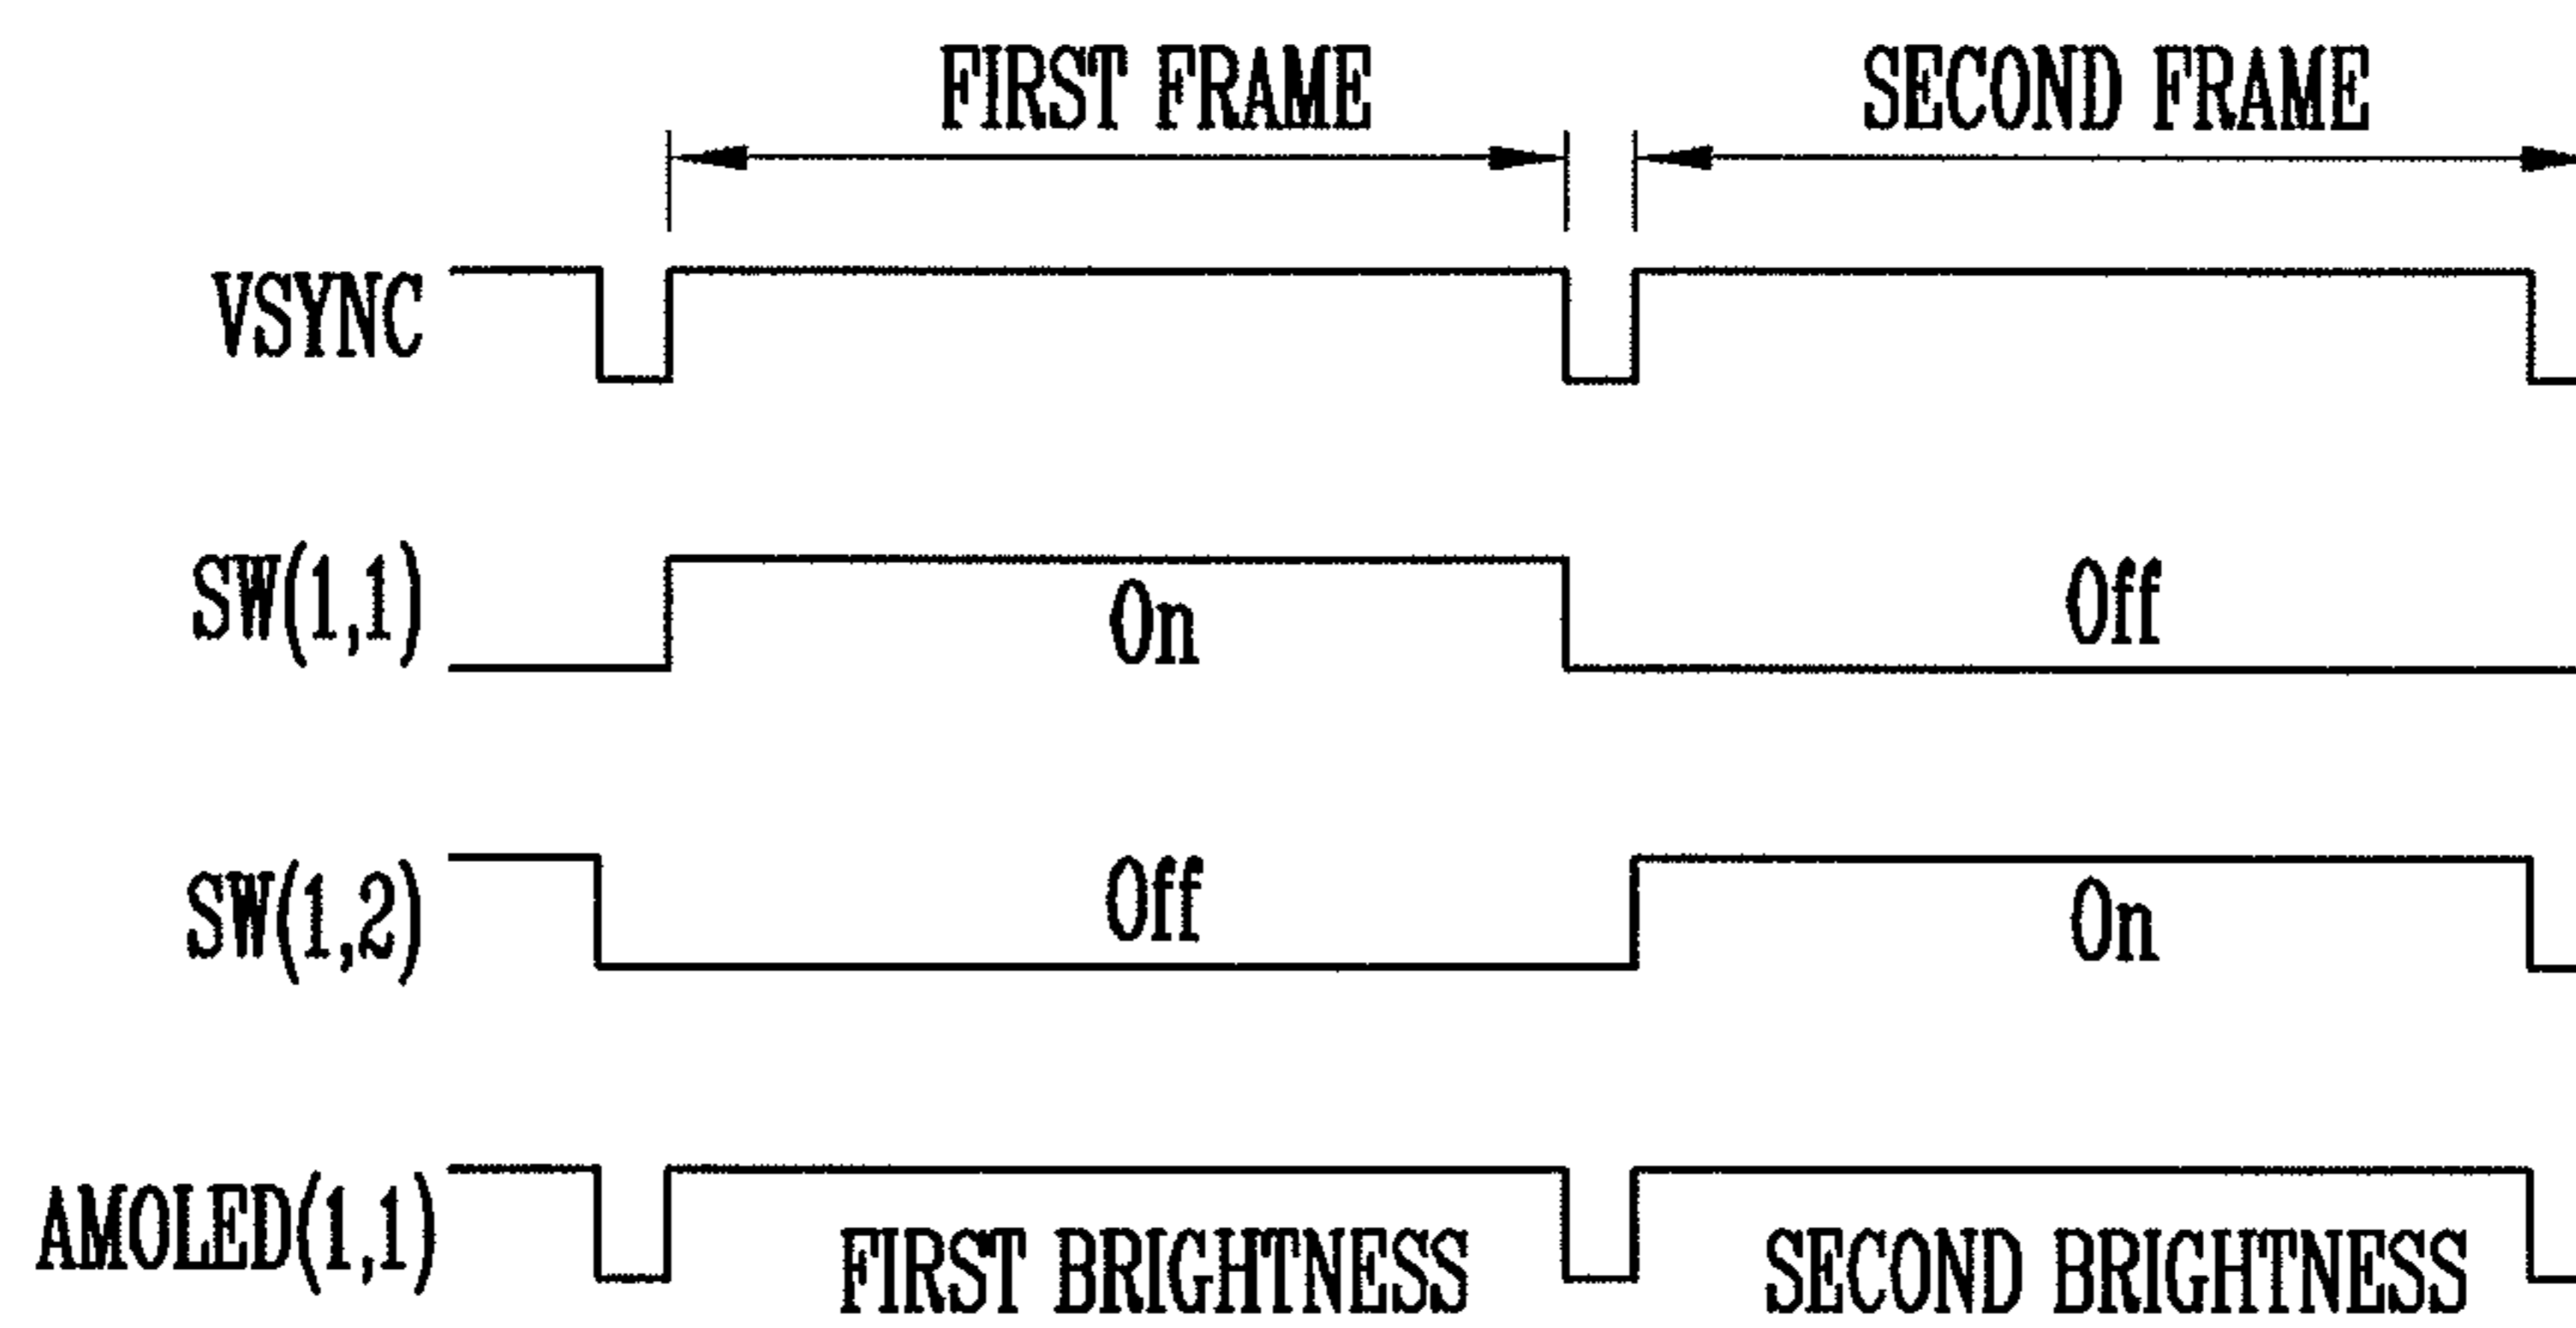 FIRST FRAME SECOND FRAME
VSYNC
SW(1,1) On Off
SW(1,2) Off On
AMOLED(1,1) FIRST BRIGHTNESS SECOND BRIGHTNESS